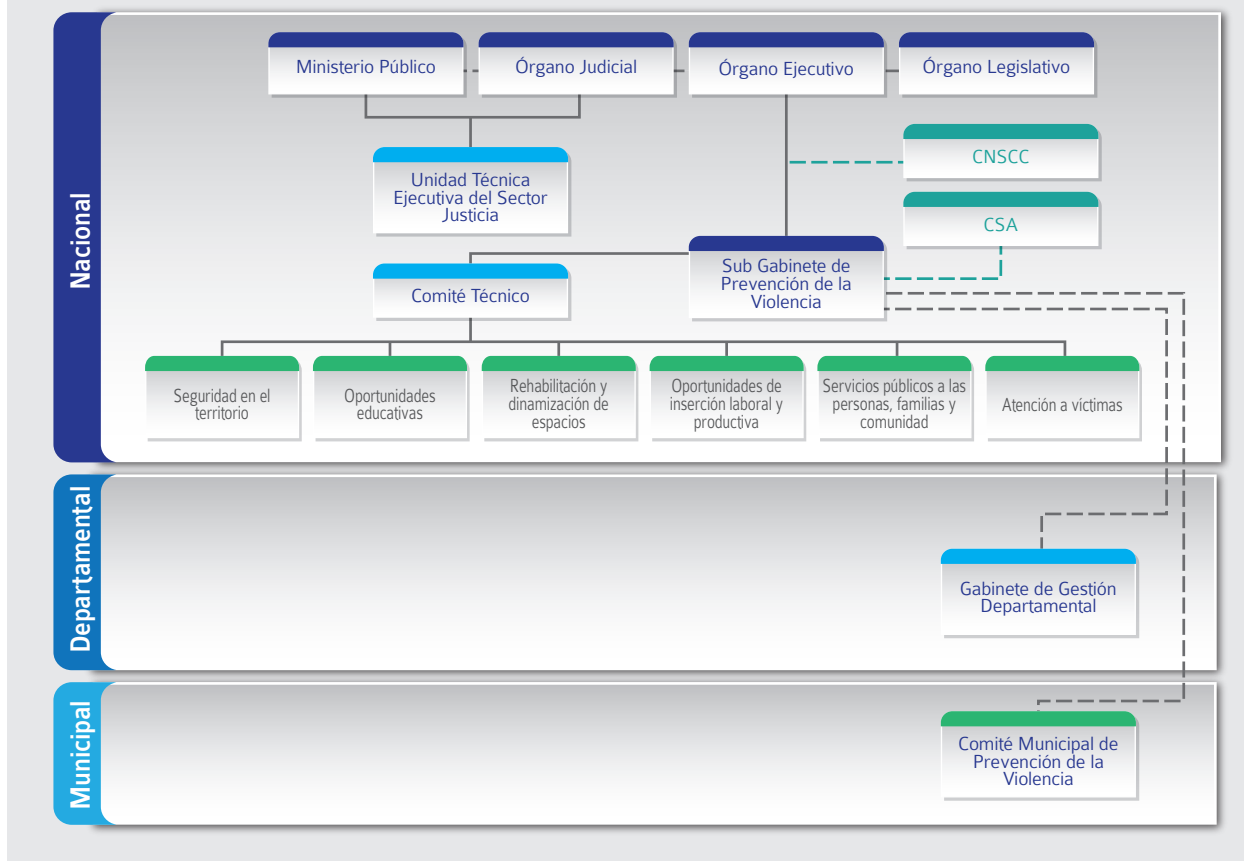 Nacional
Ministerio Público
Órgano Judicial
Órgano Ejecutivo
Órgano Legislativo
CNSCC
Unidad Técnica
Ejecutiva del Sector
Justicia
CSA
Sub Gabinete de
Prevención de la
Violencia
Comité Técnico
Seguridad en el
territorio
Oportunidades
educativas
Rehabilitación y
dinamización de
espacios
Oportunidades de
inserción laboral y
productiva
Servicios públicos a las
personas, familias y
comunidad
Atención a víctimas
Departamental
Gabinete de Gestión
Departamental
Municipal
Comité Municipal de
Prevención de la
Violencia